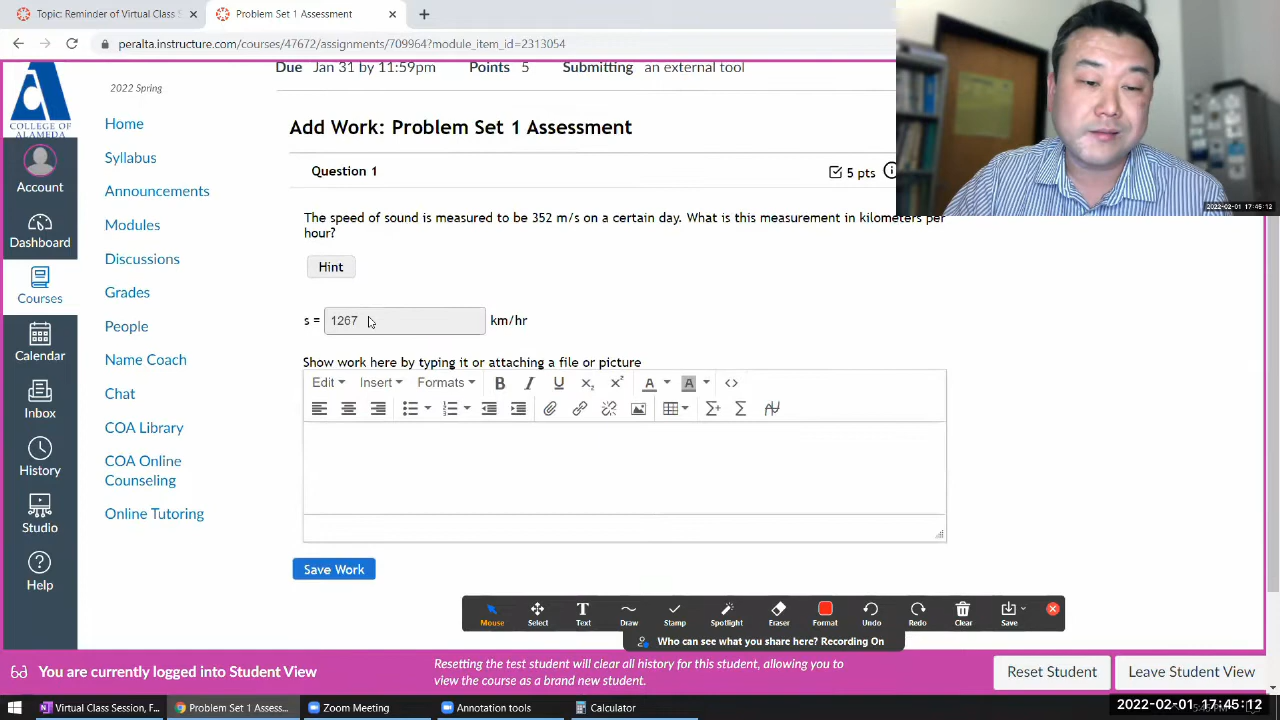 Topic: Reminder of Virtual Class S
Problem Set 1 Assessment
peralta.instructure.com/courses/47672/assignments/709964?module_item_id=2313054
COLLEGE OF
ALAMEDA
Account
Dashboard
Courses
Calendar
Inbox
History
Studio
Help
2022 Spring
Home
Syllabus
Announcements
Modules
Discussions
Grades
People
Name Coach
Chat
COA Library
COA Online
Counseling
Online Tutoring
Due Jan 31 by 11:59pm Points 5 Submitting an external tool
Add Work: Problem Set 1 Assessment
Question 1
5 pts
The speed of sound is measured to be 352 m/s on a certain day. What is this measurement in kilometers per
hour?
Hint
s = 1267 km/hr
Show work here by typing it or attaching a file or picture
Edit Insert Formats B I U X₂ X² A A <>
Save Work
2022-02-01 17:45:12
Mouse Select Text Draw Stamp Spotlight Eraser Format Undo Redo Clear Save
Who can see what you share here? Recording On
You are currently logged into Student View
Resetting the test student will clear all history for this student, allowing you to
view the course as a brand new student.
Reset Student
Leave Student View
Virtual Class Session, F...
Problem Set 1 Assess...
Zoom Meeting
Annotation tools
Calculator
2022-02-01 17:45:12